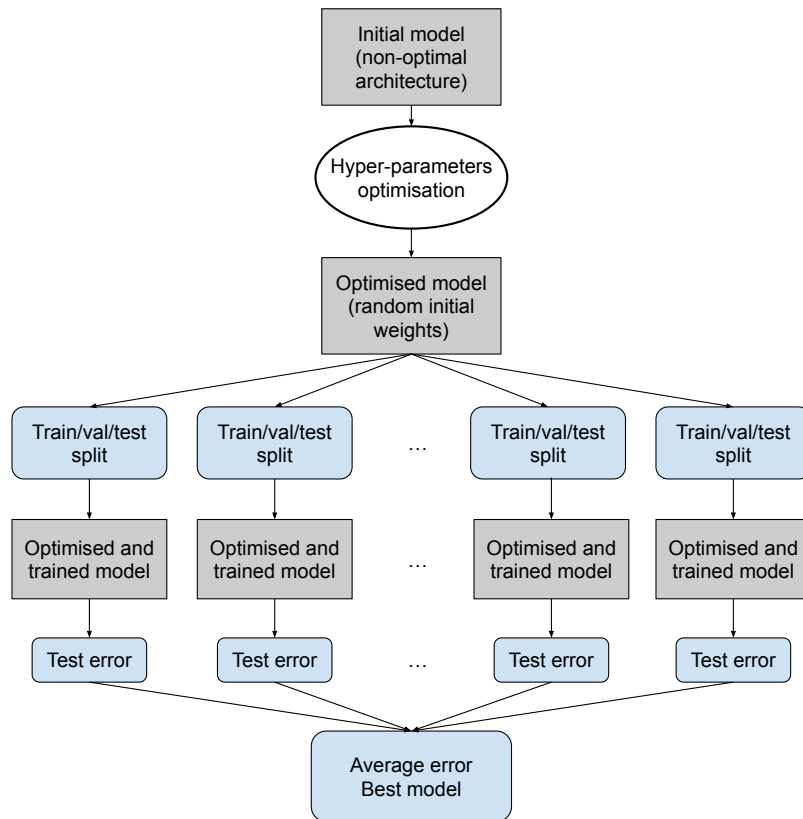 Initial model
(non-optimal
architecture)
Hyper-parameters
optimisation
Optimised model
(random initial
weights)
Train/val/test
split
Train/val/test
split
...
Train/val/test
split
Train/val/test
split
Optimised and
trained model
Optimised and
trained model
...
Optimised and
trained model
Optimised and
trained model
Test error
Test error
...
Test error
Test error
Average error
Best model